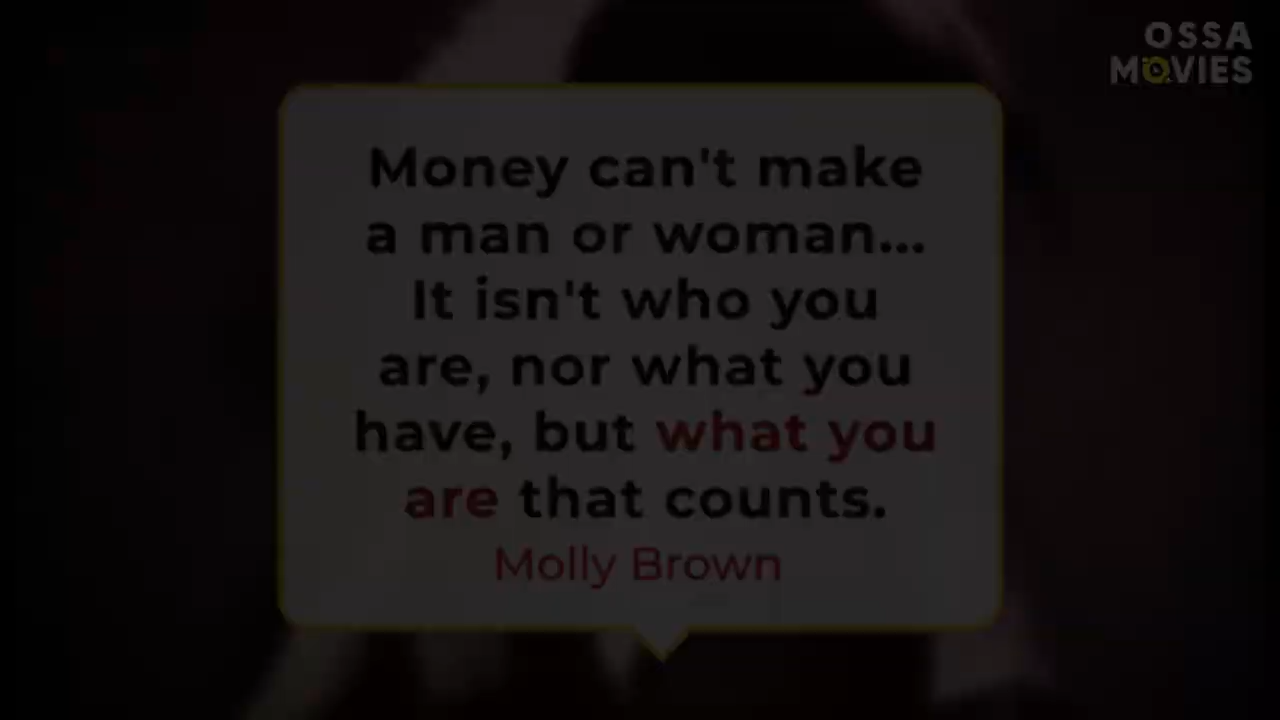 OSSA
MOVIES
Money can't make
a man or woman...
It isn't who you
are, nor what you
have, but what you
are that counts.
Molly Brown